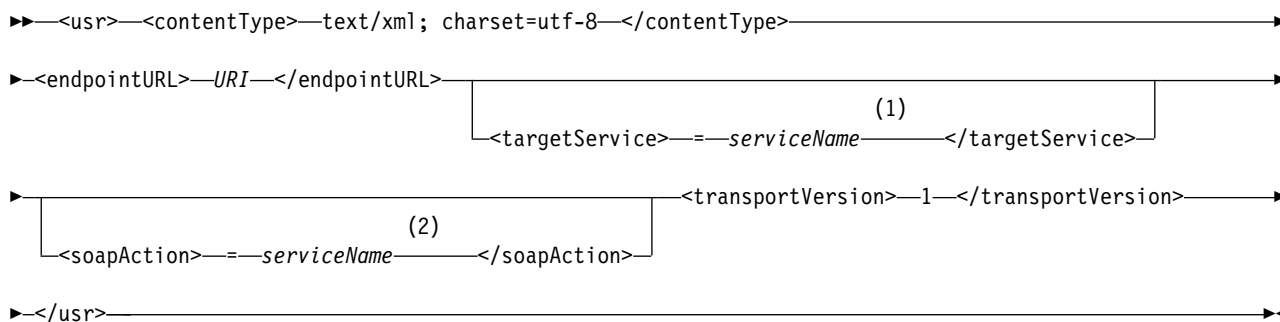 <usr> <contentType> text/xml; charset=utf-8 </contentType>
<endpointURL> URI </endpointURL>
(1)
<targetService> = serviceName </targetService>
<transportVersion> 1 </transportVersion>
(2)
<soapAction> = serviceName </soapAction>
</usr>